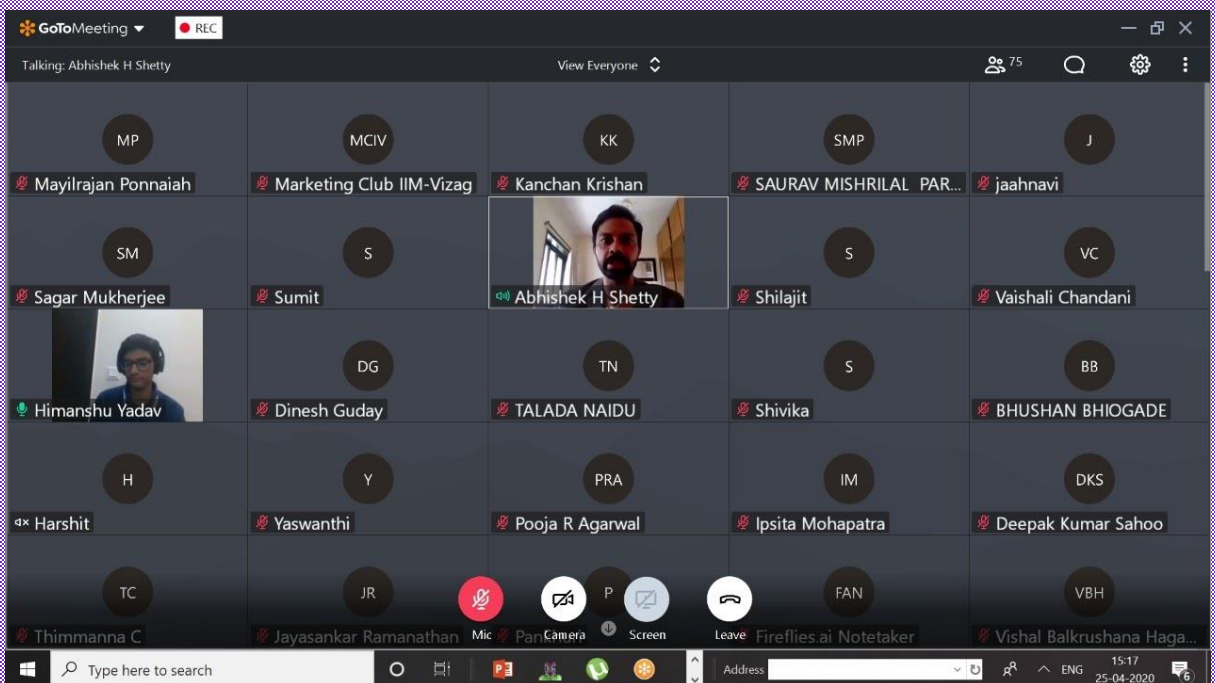 GoToMeeting
REC
Talking: Abhishek H Shetty
View Everyone
75
MP
Mayilrajan Ponnaiah
MCIV
Marketing Club IIM-Vizag
KK
Kanchan Krishan
SMP
SAURAV MISHRILAL PAR...
J
jaahnavi
SM
Sagar Mukherjee
S
Sumit
Abhishek H Shetty
S
Shilajit
VC
Vaishali Chandani
Himanshu Yadav
DG
Dinesh Guday
TN
TALADA NAIDU
S
Shivika
BB
BHUSHAN BHIOGADE
H
Harshit
Y
Yaswanthi
PRA
Pooja R Agarwal
IM
Ipsita Mohapatra
DKS
Deepak Kumar Sahoo
TC
Thimmanna C
JR
Jayasankar Ramanathan
P
FAN
Fireflies.ai Notetaker
VBH
Vishal Balkrushana Haga...
Mic
Camera
Screen
Leave
Type here to search
Address
ENG
15:17
25-04-2020
6